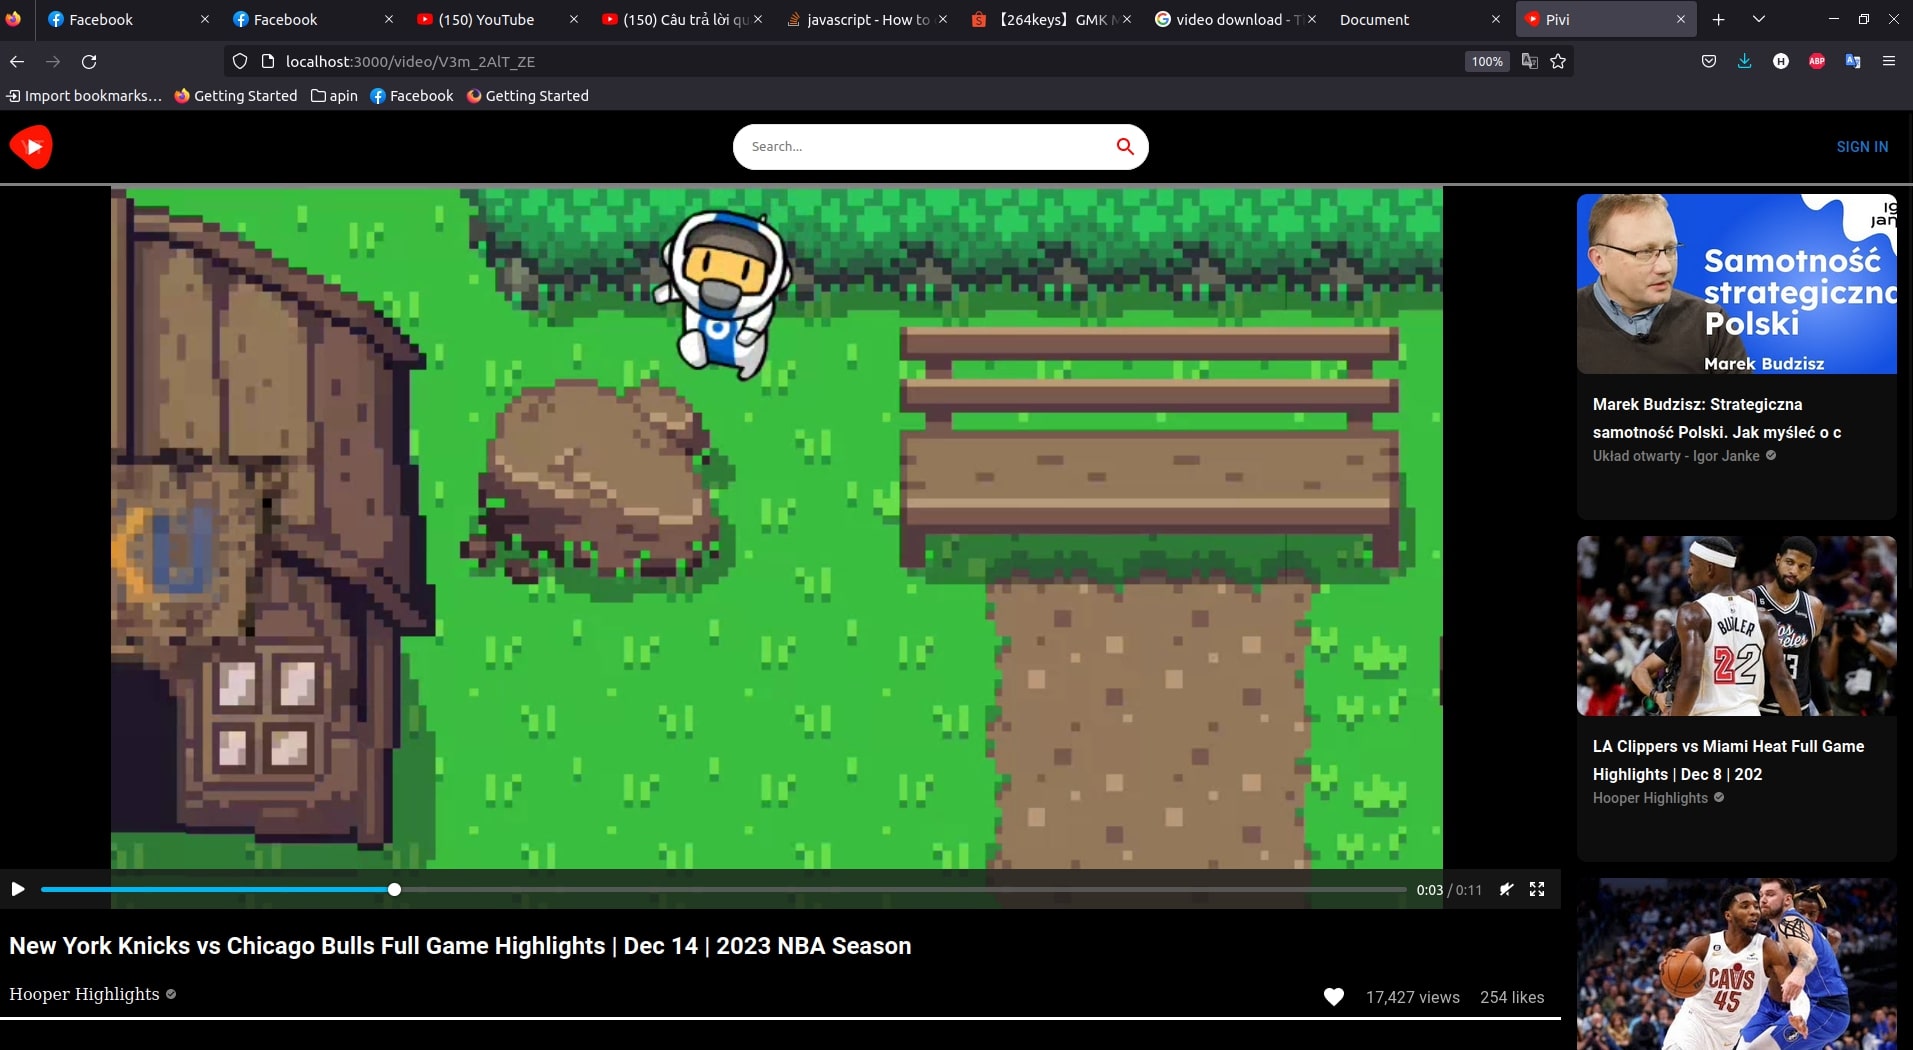 Facebook
Facebook
(150) YouTube
(150) Câu trả lời qu
javascript - How to
【264keys】GMK
video download - T
Document
Pivi
localhost:3000/video/V3m_2AlT_ZE
100%
H
ABP
Import bookmarks...
Getting Started
apin
Facebook
Getting Started
Search...
SIGN IN
Samotność
strategiczna
Polski
Marek Budzisz
Marek Budzisz: Strategiczna
samotność Polski. Jak myśleć o c
Układ otwarty - Igor Janke
BUTLER
22
LA Clippers vs Miami Heat Full Game
Highlights | Dec 8 | 202
Hooper Highlights
CAVS
45
0:03 / 0:11
New York Knicks vs Chicago Bulls Full Game Highlights | Dec 14 | 2023 NBA Season
Hooper Highlights
17,427 views 254 likes